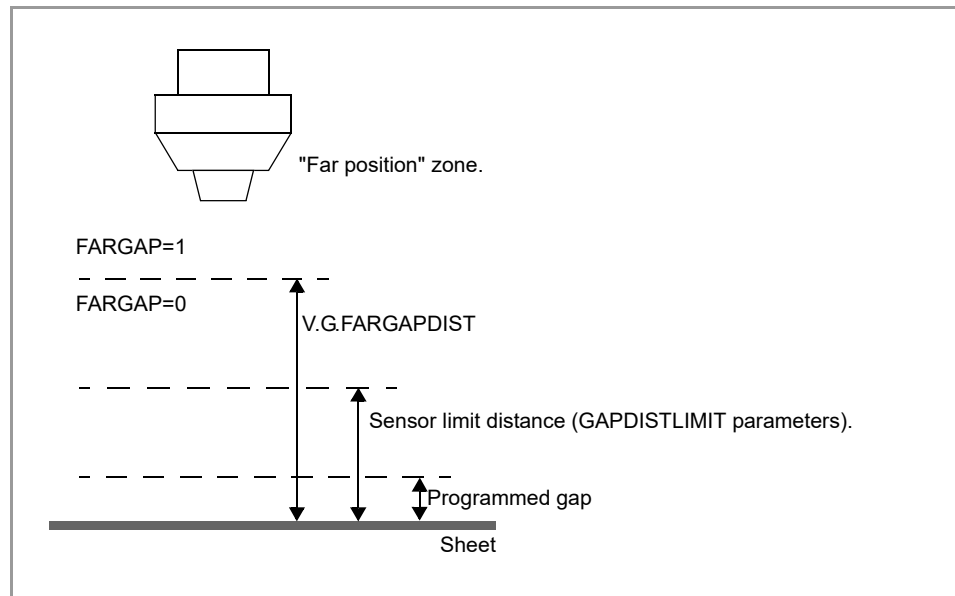 "Far position" zone.
FARGAP=1
FARGAP=0
V.G.FARGAPDIST
Sensor limit distance (GAPDISTLIMIT parameters).
Programmed gap
Sheet